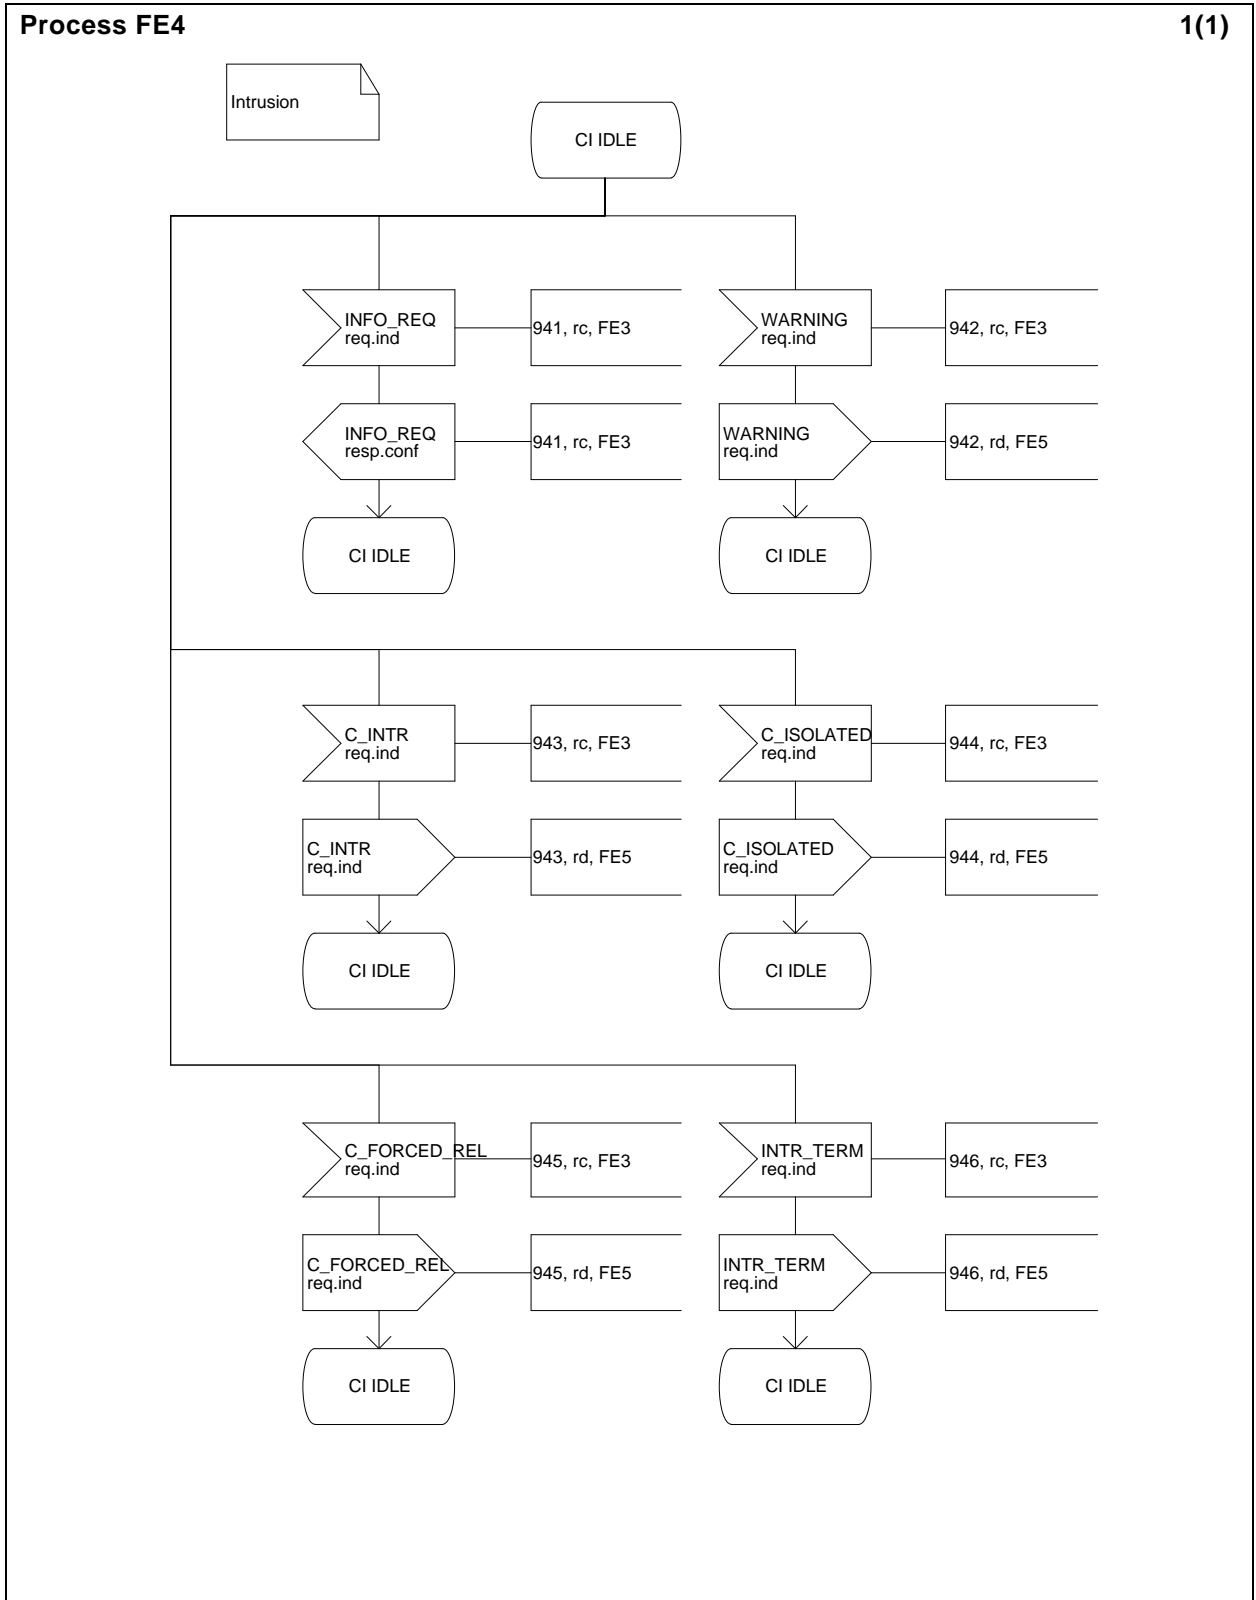 Process FE4
1(1)
Intrusion
CI IDLE
INFO_REQ
req.ind
941, rc, FE3
WARNING
req.ind
942, rc, FE3
INFO_REQ
resp.conf
941, rc, FE3
WARNING
req.ind
942, rd, FE5
CI IDLE
CI IDLE
C_INTR
req.ind
943, rc, FE3
C_ISOLATED
req.ind
944, rc, FE3
C_INTR
req.ind
943, rd, FE5
C_ISOLATED
req.ind
944, rd, FE5
CI IDLE
CI IDLE
C_FORCED_REL
req.ind
945, rc, FE3
INTR_TERM
req.ind
946, rc, FE3
C_FORCED_REL
req.ind
945, rd, FE5
INTR_TERM
req.ind
946, rd, FE5
CI IDLE
CI IDLE